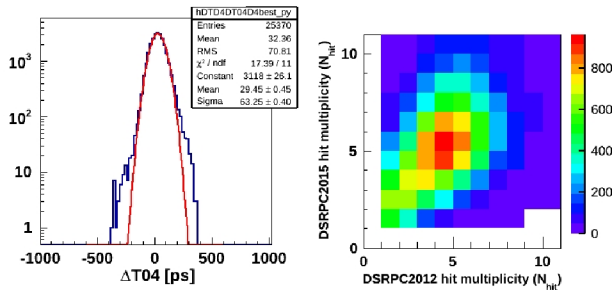 hDTD4DT04D4best_py
Entries 25370
Mean 32.36
RMS 70.81
χ² / ndf 17.39 / 11
Constant 3118 ± 26.1
Mean 29.45 ± 0.45
Sigma 63.25 ± 0.40
10³
10²
10
1
-1000 -500 0 500 1000
ΔT04 [ps]
DSRPC2015 hit multiplicity (N_hit)
10
5
0
0 5 10
DSRPC2012 hit multiplicity (N_hit)
800
600
400
200
0